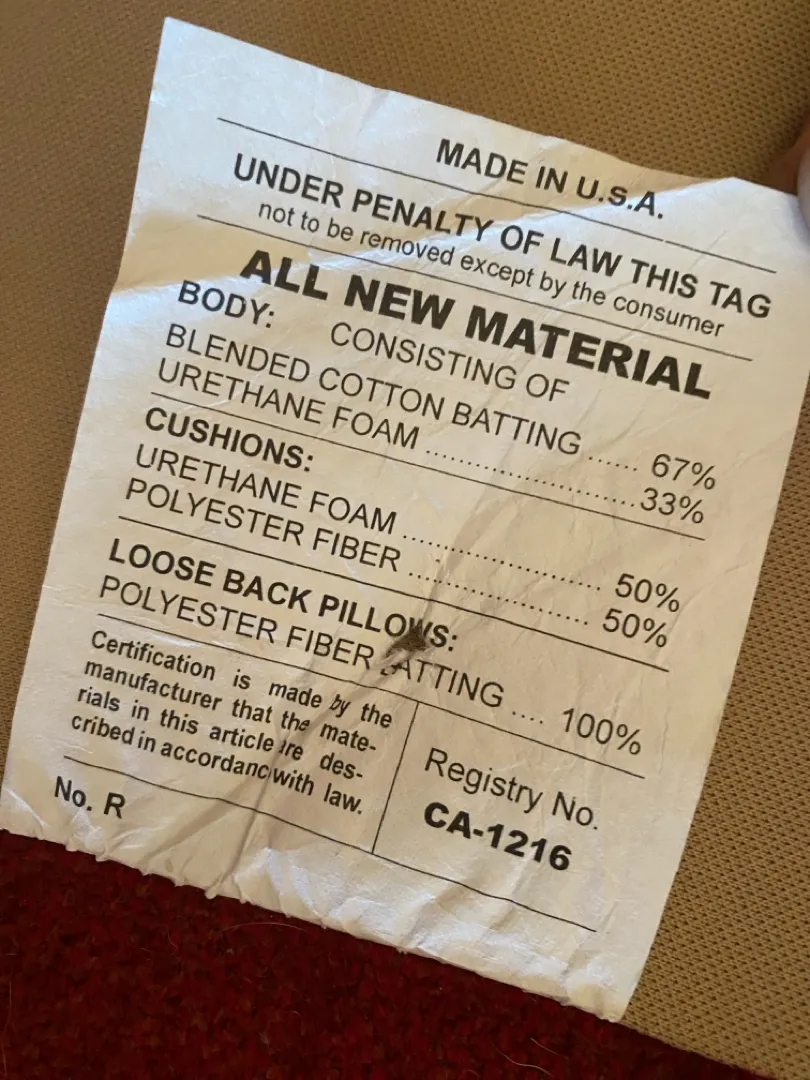 MADE IN U.S.A.
UNDER PENALTY OF LAW THIS TAG
not to be removed except by the consumer
ALL NEW MATERIAL
CONSISTING OF
BODY:
BLENDED COTTON BATTING ...... 67%
URETHANE FOAM .......................... 33%
CUSHIONS:
URETHANE FOAM ......................... 50%
POLYESTER FIBER ....................... 50%
LOOSE BACK PILLOWS:
POLYESTER FIBER BATTING .... 100%
Certification is made by the
manufacturer that the mate-
rials in this article are des-
cribed in accordance with law.
Registry No.
CA-1216
No. R